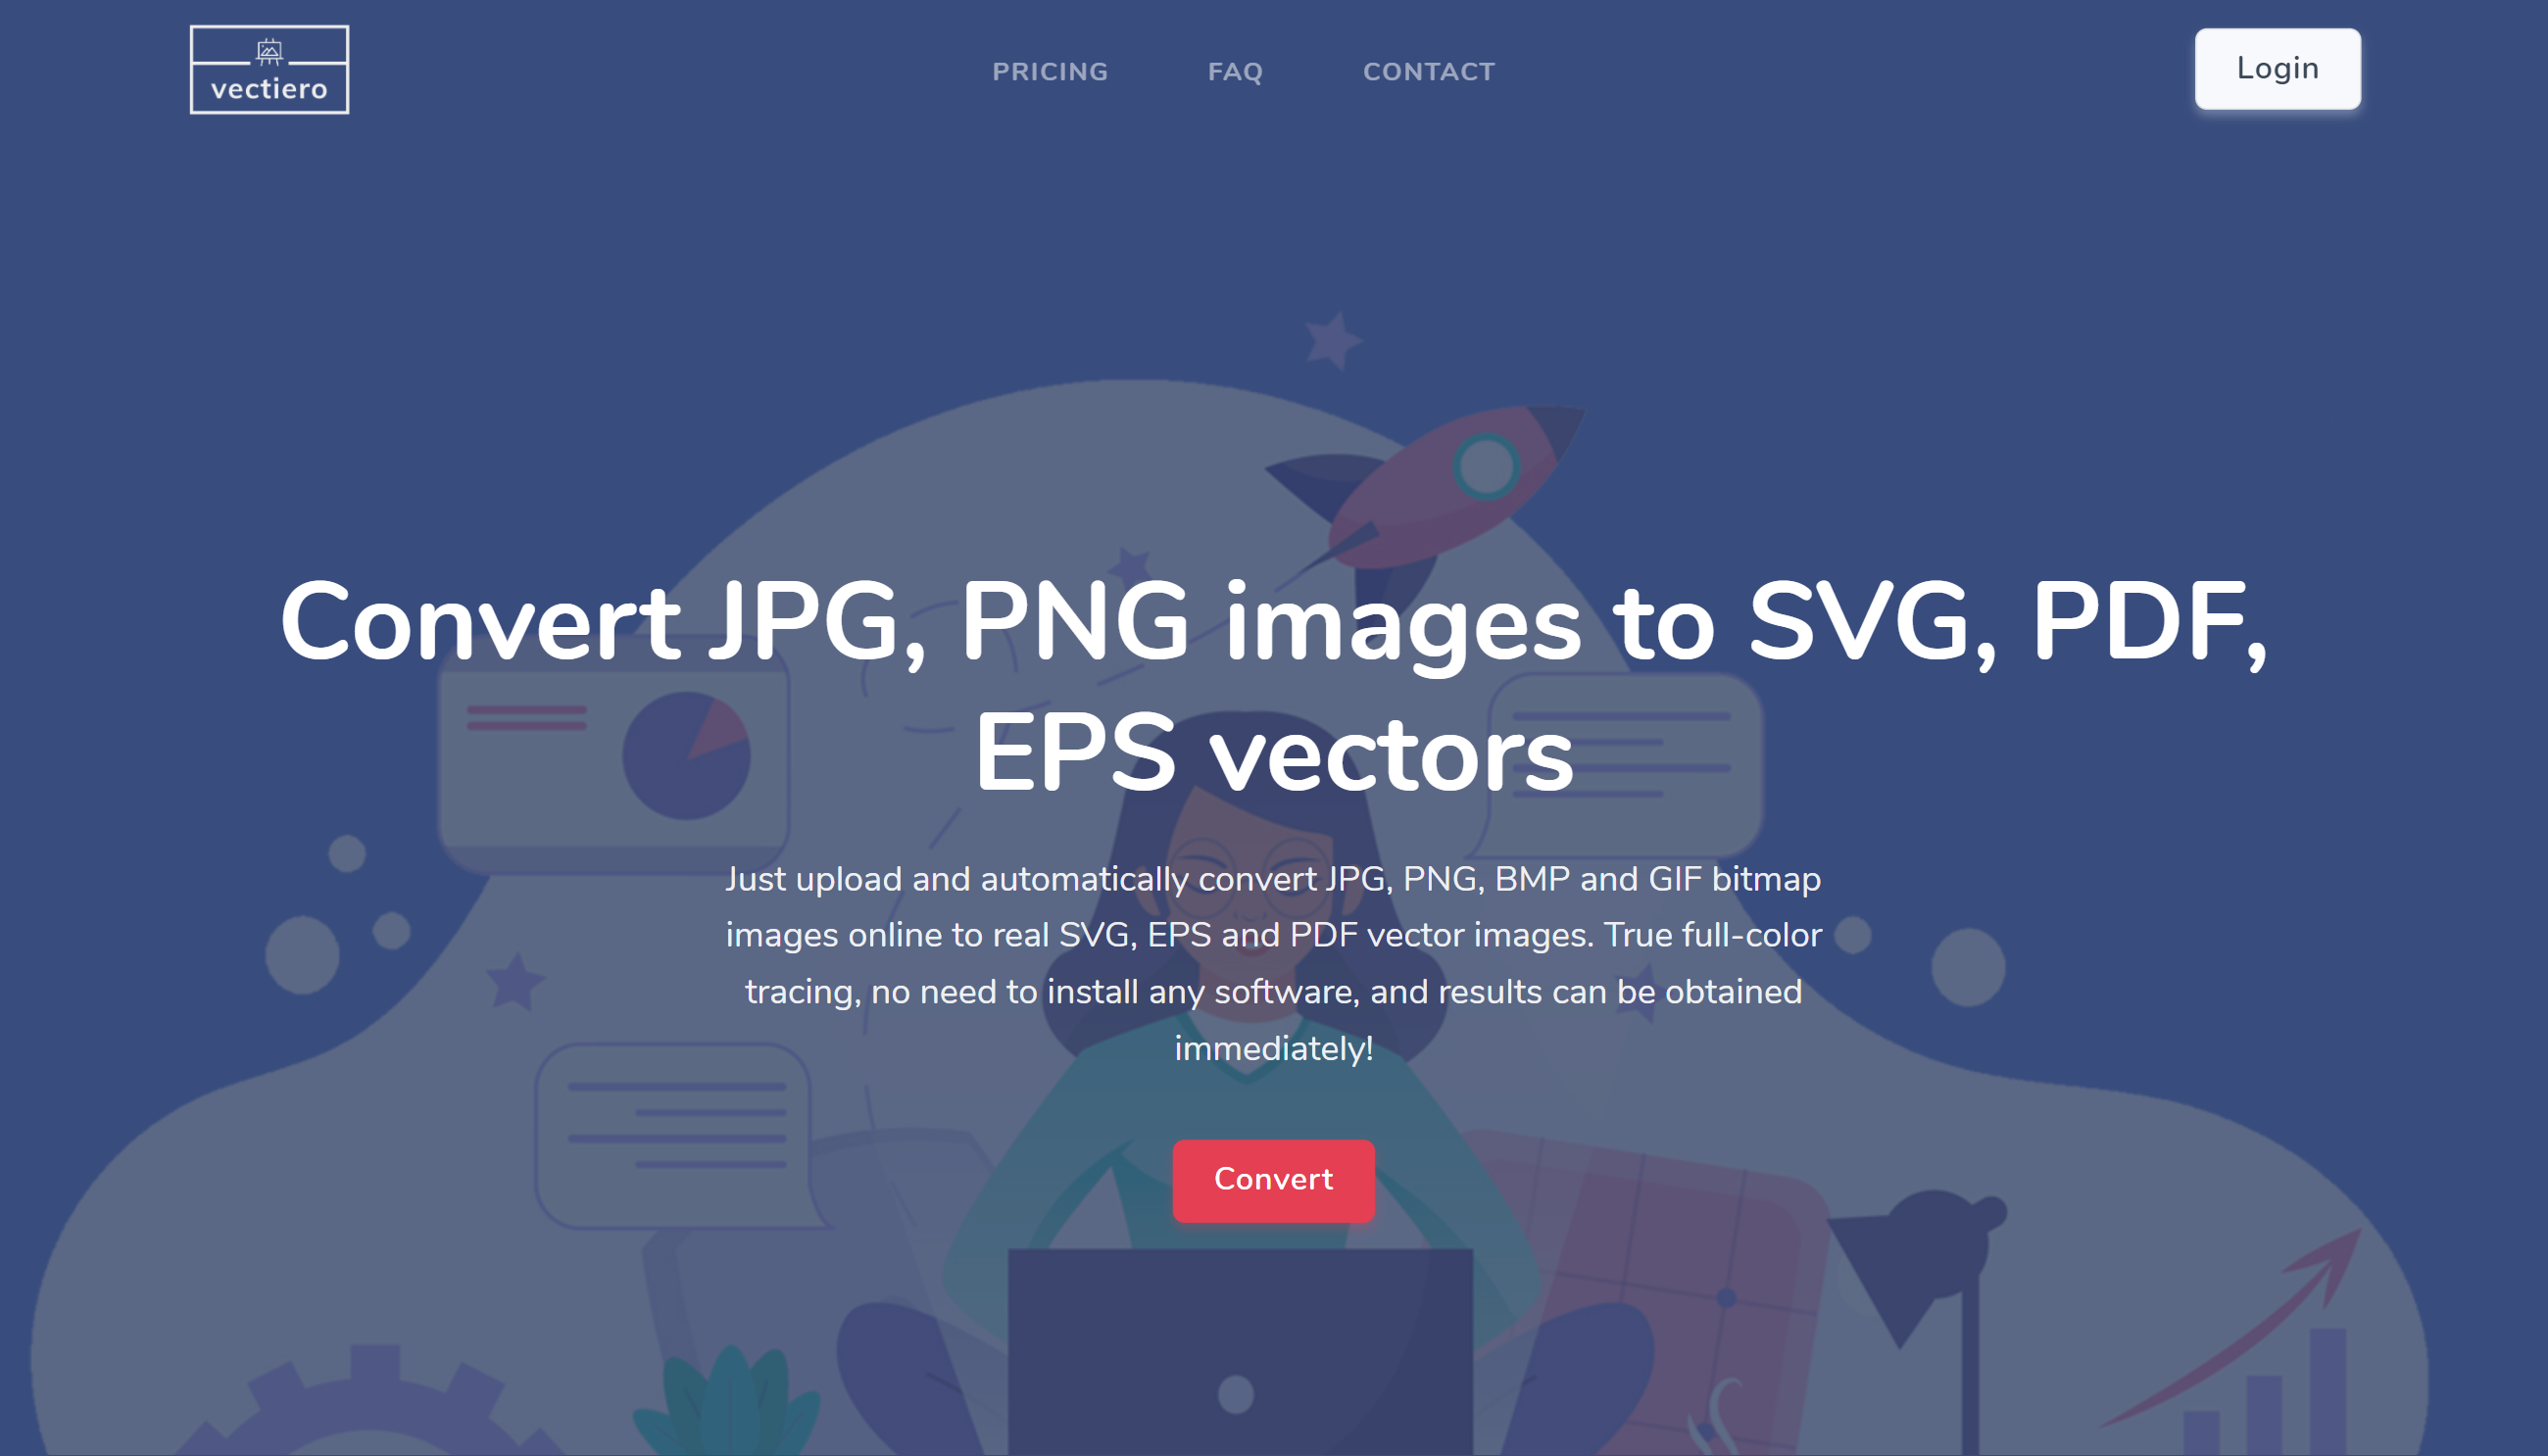 vectiero
PRICING
FAQ
CONTACT
Login
Convert JPG, PNG images to SVG, PDF,
EPS vectors
Just upload and automatically convert JPG, PNG, BMP and GIF bitmap
images online to real SVG, EPS and PDF vector images. True full-color
tracing, no need to install any software, and results can be obtained
immediately!
Convert